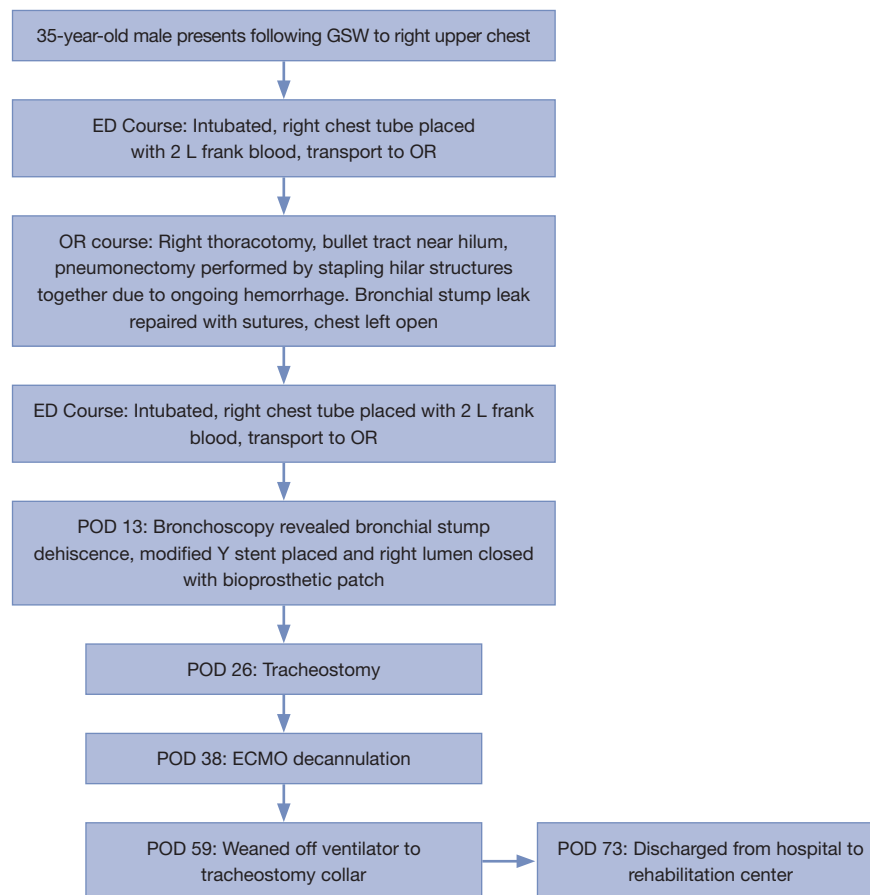 35-year-old male presents following GSW to right upper chest
ED Course: Intubated, right chest tube placed
with 2 L frank blood, transport to OR
OR course: Right thoracotomy, bullet tract near hilum,
pneumonectomy performed by stapling hilar structures
together due to ongoing hemorrhage. Bronchial stump leak
repaired with sutures, chest left open
ED Course: Intubated, right chest tube placed with 2 L frank
blood, transport to OR
POD 13: Bronchoscopy revealed bronchial stump
dehiscence, modified Y stent placed and right lumen closed
with bioprosthetic patch
POD 26: Tracheostomy
POD 38: ECMO decannulation
POD 59: Weaned off ventilator to
tracheostomy collar
POD 73: Discharged from hospital to
rehabilitation center